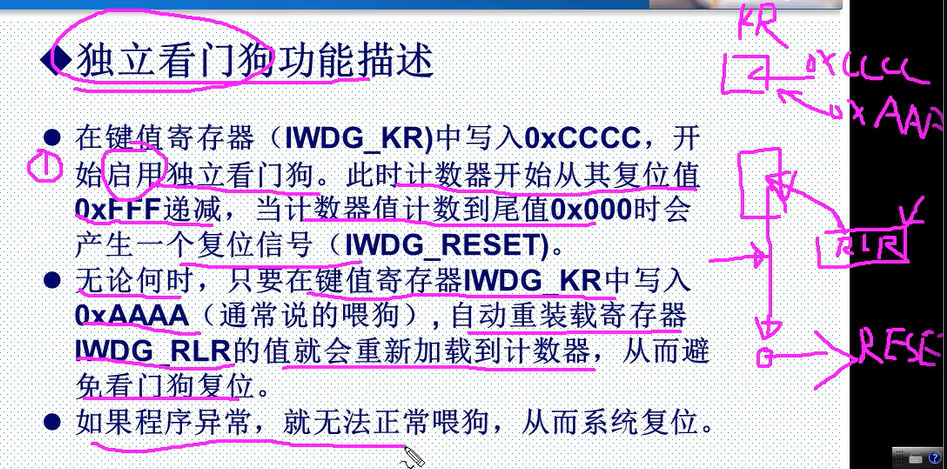 独立看门狗功能描述
KR
0xCCCC
在键值寄存器（IWDG_KR)中写入0xCCCC，开
①
始启用独立看门狗。此时计数器开始从其复位值
0xFFF递减，当计数器值计数到尾值0x000时会
产生一个复位信号（IWDG_RESET)。
RLR
无论何时，只要在键值寄存器IWDG_KR中写入
0xAAAA（通常说的喂狗）, 自动重装载寄存器
IWDG_RLR的值就会重新加载到计数器，从而避
免看门狗复位。
RESE
如果程序异常，就无法正常喂狗，从而系统复位。